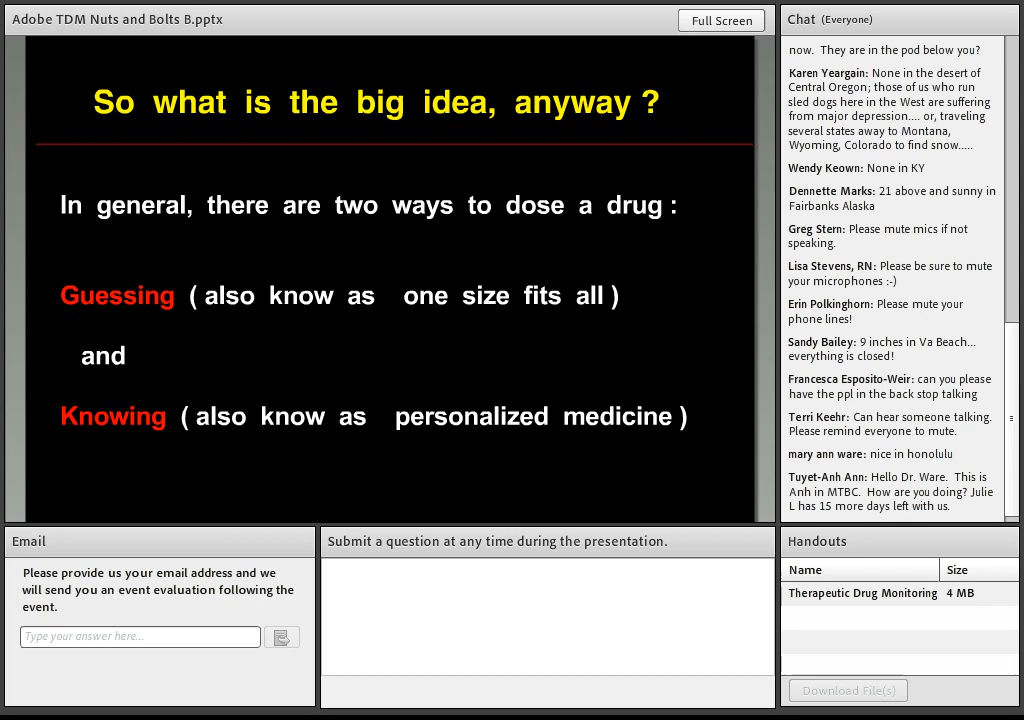 Adobe TDM Nuts and Bolts B.pptx
Full Screen
So what is the big idea, anyway ?
In general, there are two ways to dose a drug :
Guessing ( also know as one size fits all )
and
Knowing ( also know as personalized medicine )
Chat (Everyone)
now. They are in the pod below you?
Karen Yeargain: None in the desert of
Central Oregon; those of us who run
sled dogs here in the West are suffering
from major depression.... or, traveling
several states away to Montana,
Wyoming, Colorado to find snow.....
Wendy Keown: None in KY
Dennette Marks: 21 above and sunny in
Fairbanks Alaska
Greg Stern: Please mute mics if not
speaking.
Lisa Stevens, RN: Please be sure to mute
your microphones :-)
Erin Polkinghorn: Please mute your
phone lines!
Sandy Bailey: 9 inches in Va Beach...
everything is closed!
Francesca Esposito-Weir: can you please
have the ppl in the back stop talking
Terri Keehr: Can hear someone talking.
Please remind everyone to mute.
mary ann ware: nice in honolulu
Tuyet-Anh Ann: Hello Dr. Ware. This is
Anh in MTBC. How are you doing? Julie
L has 15 more days left with us.
Email
Please provide us your email address and we
will send you an event evaluation following the
event.
Type your answer here...
Submit a question at any time during the presentation.
Handouts
Name Size
Therapeutic Drug Monitoring 4 MB
Download File(s)